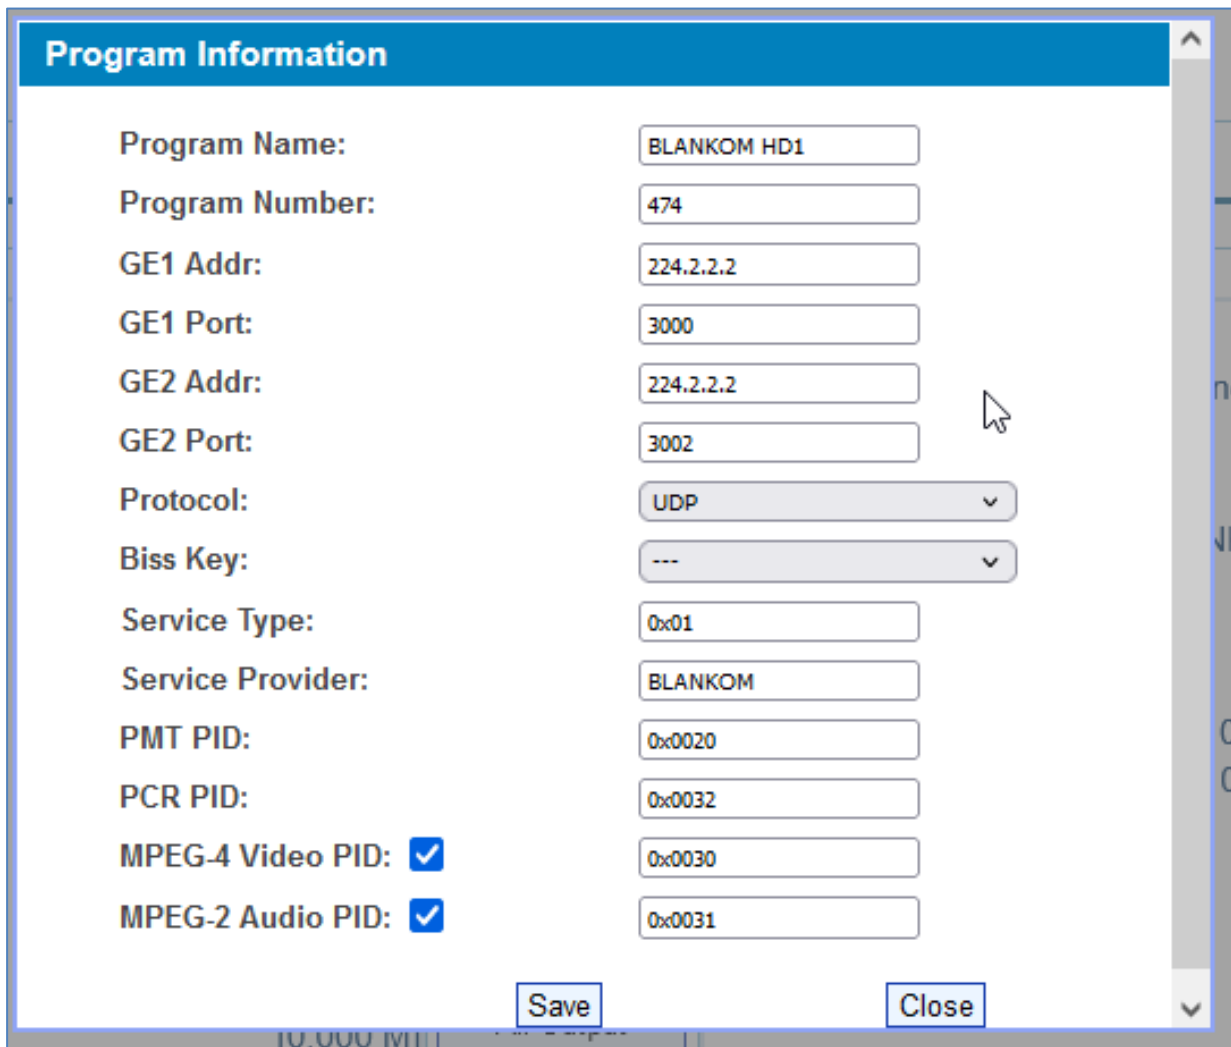 Program Information
Program Name: BLANKOM HD1
Program Number: 474
GE1 Addr: 224.2.2.2
GE1 Port: 3000
GE2 Addr: 224.2.2.2
GE2 Port: 3002
Protocol: UDP
Biss Key: ---
Service Type: 0x01
Service Provider: BLANKOM
PMT PID: 0x0020
PCR PID: 0x0032
MPEG-4 Video PID: 0x0030
MPEG-2 Audio PID: 0x0031
Save Close